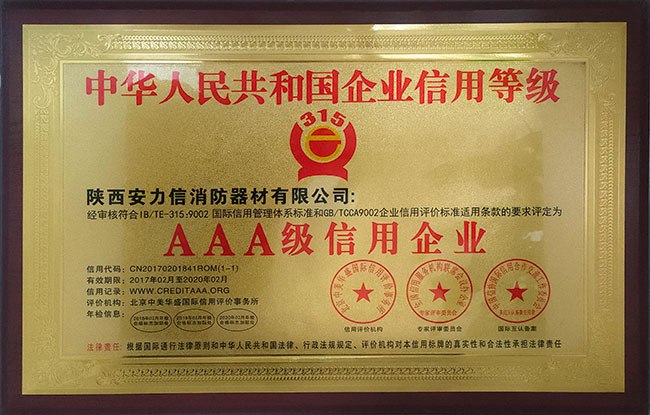 中华人民共和国企业信用等级
315
陕西安力信消防器材有限公司:
经审核符合IB/TE-315:9002 国际信用管理体系标准和GB/TCCA9002企业信用评价标准适用条款的要求评定为
AAA级信用企业
信用代码: CN20170201841ROM(1-1)
有效期限: 2017年02月至2020年02月
信用记录: WWW.CREDITAAA.ORG
评价机构: 北京中美华盛国际信用评价事务所
年检信息:
信用评价机构
专家评审委员会
国际互认备案
法律责任: 根据国际通行法律原则和中华人民共和国法律、行政法规规定、评价机构对本信用标牌的真实性和合法性承担法律责任